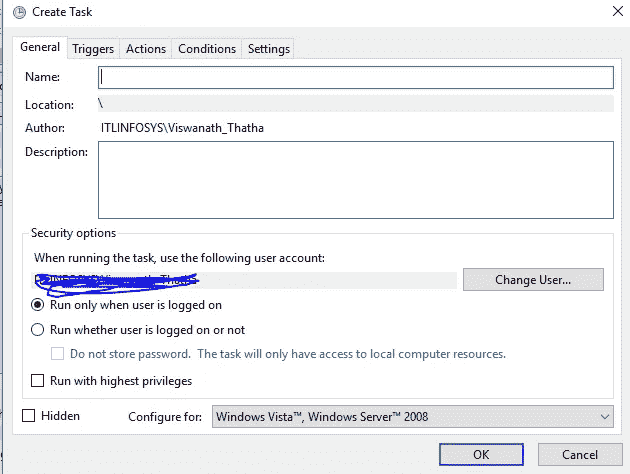 Create Task
General Triggers Actions Conditions Settings
Name:
Location: \
Author: ITLINFOSYS\Viswanath_Thatha
Description:
Security options
When running the task, use the following user account:
Change User...
Run only when user is logged on
Run whether user is logged on or not
Do not store password. The task will only have access to local computer resources.
Run with highest privileges
Hidden Configure for: Windows Vista™, Windows Server™ 2008
OK Cancel